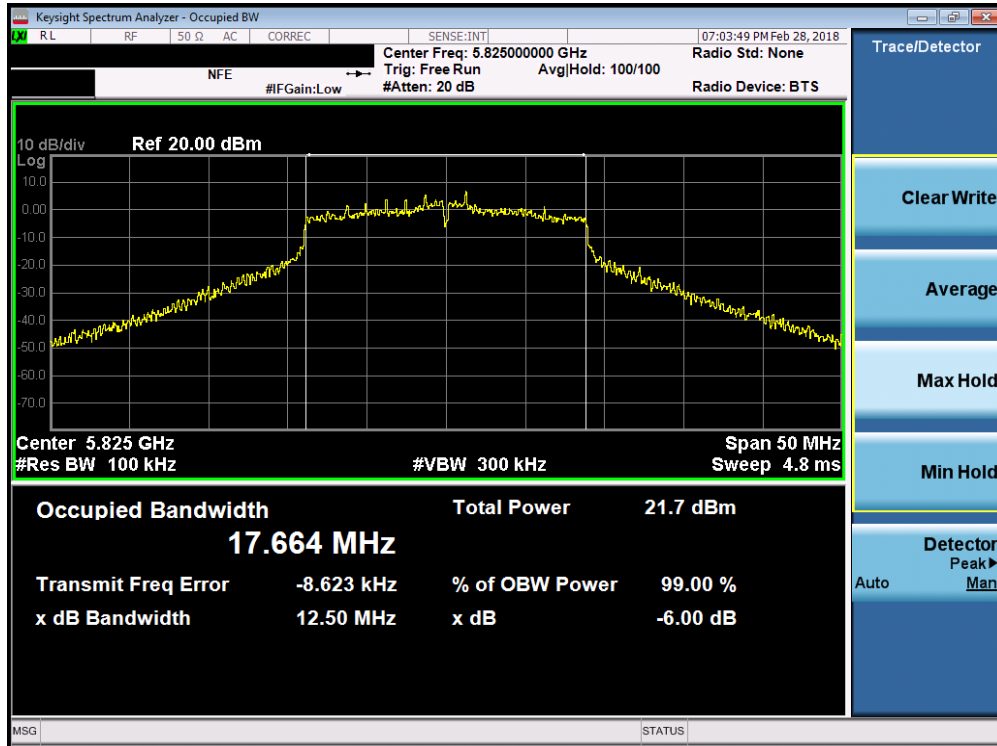 Keysight Spectrum Analyzer - Occupied BW
LXI RL RF 50 Ω AC CORREC SENSE:INT 07:03:49 PM Feb 28, 2018
Center Freq: 5.825000000 GHz Radio Std: None
NFE Trig: Free Run Avg|Hold: 100/100
#IFGain:Low #Atten: 20 dB Radio Device: BTS
10 dB/div Ref 20.00 dBm
Log
10.0
0.00
-10.0
-20.0
-30.0
-40.0
-50.0
-60.0
-70.0
Center 5.825 GHz Span 50 MHz
#Res BW 100 kHz #VBW 300 kHz Sweep 4.8 ms
Occupied Bandwidth Total Power 21.7 dBm
17.664 MHz
Transmit Freq Error -8.623 kHz % of OBW Power 99.00 %
x dB Bandwidth 12.50 MHz x dB -6.00 dB
MSG STATUS
Trace/Detector
Clear Write
Average
Max Hold
Min Hold
Detector
Peak▶
Auto Man